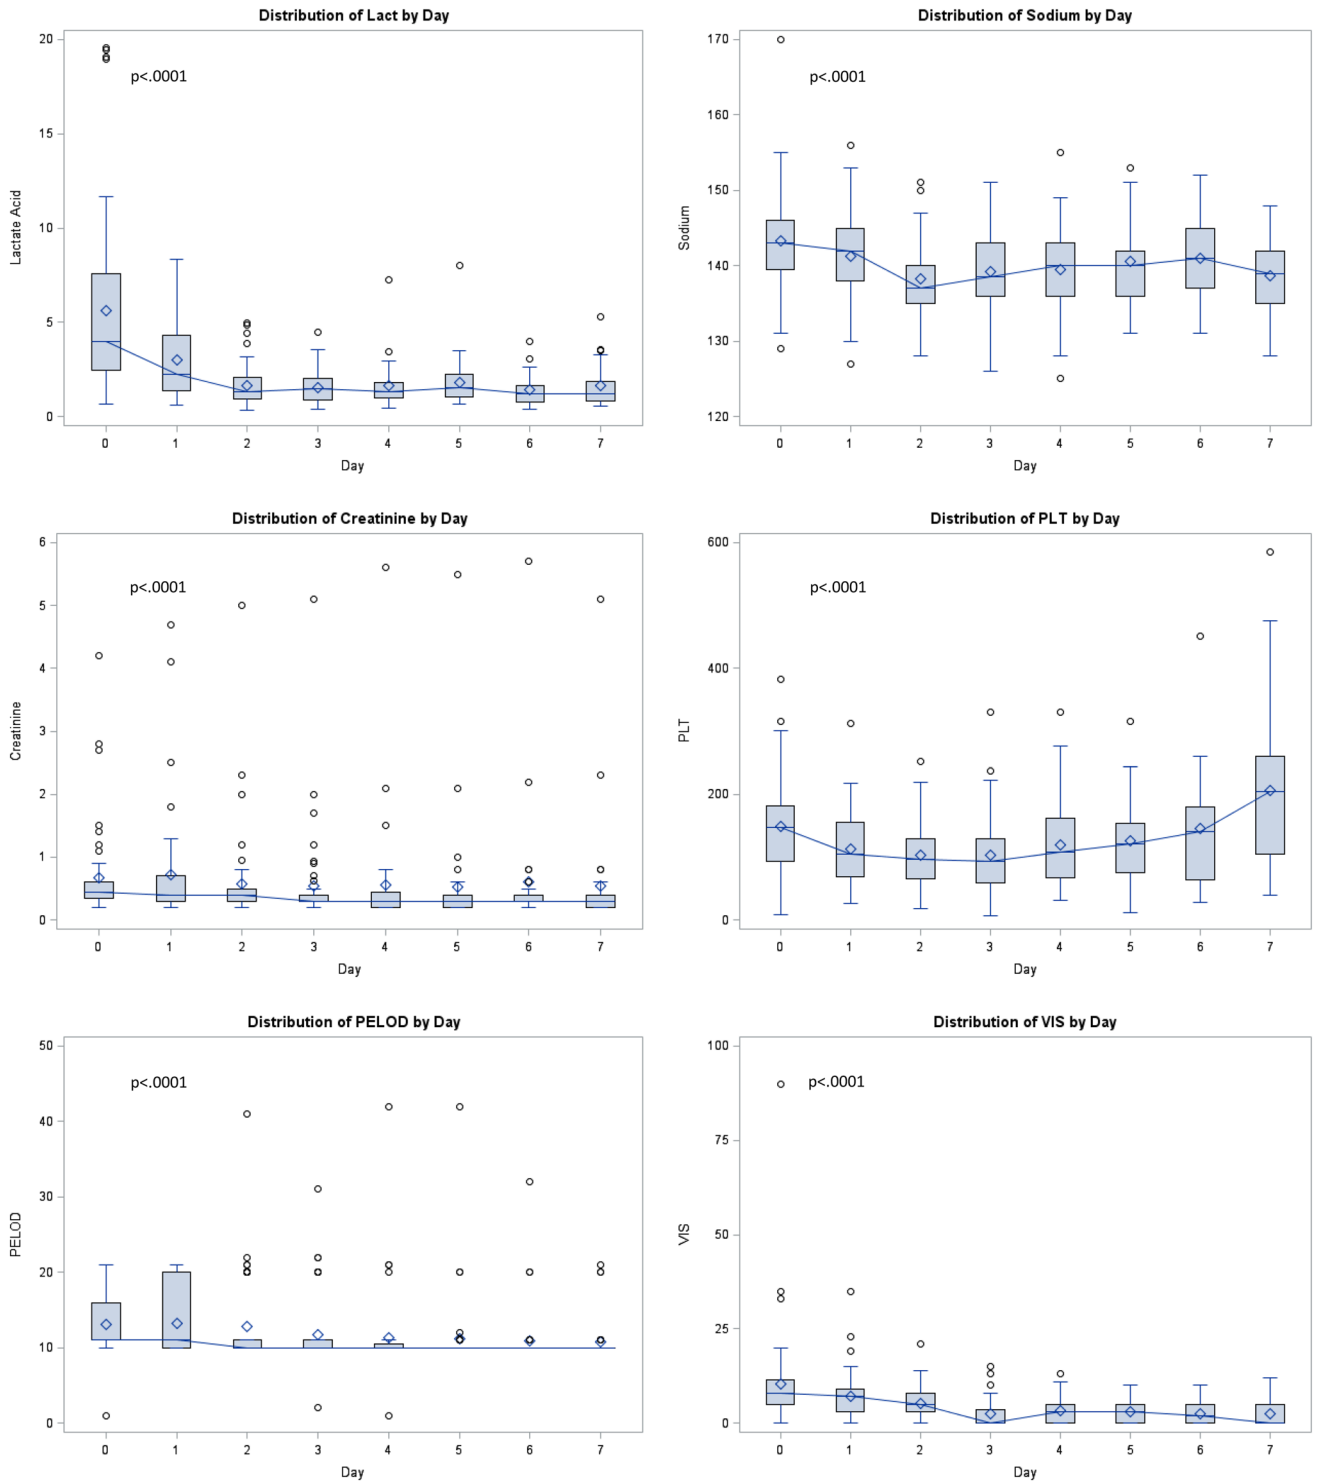 Distribution of Lact by Day
20
15
10
5
0
Lactate Acid
p<.0001
0 1 2 3 4 5 6 7
Day
Distribution of Sodium by Day
170
160
150
140
130
120
Sodium
p<.0001
0 1 2 3 4 5 6 7
Day
Distribution of Creatinine by Day
6
5
4
3
2
1
0
Creatinine
p<.0001
0 1 2 3 4 5 6 7
Day
Distribution of PLT by Day
600
400
200
0
PLT
p<.0001
0 1 2 3 4 5 6 7
Day
Distribution of PELOD by Day
50
40
30
20
10
0
PELOD
p<.0001
0 1 2 3 4 5 6 7
Day
Distribution of VIS by Day
100
75
50
25
0
VIS
p<.0001
0 1 2 3 4 5 6 7
Day